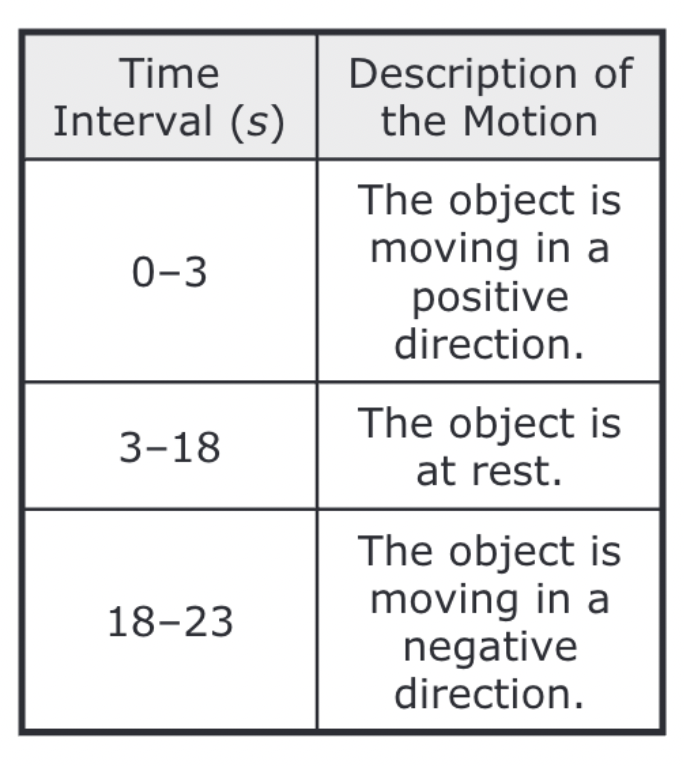 Time
Interval (s)
Description of
the Motion
0–3
The object is
moving in a
positive
direction.
3–18
The object is
at rest.
18–23
The object is
moving in a
negative
direction.